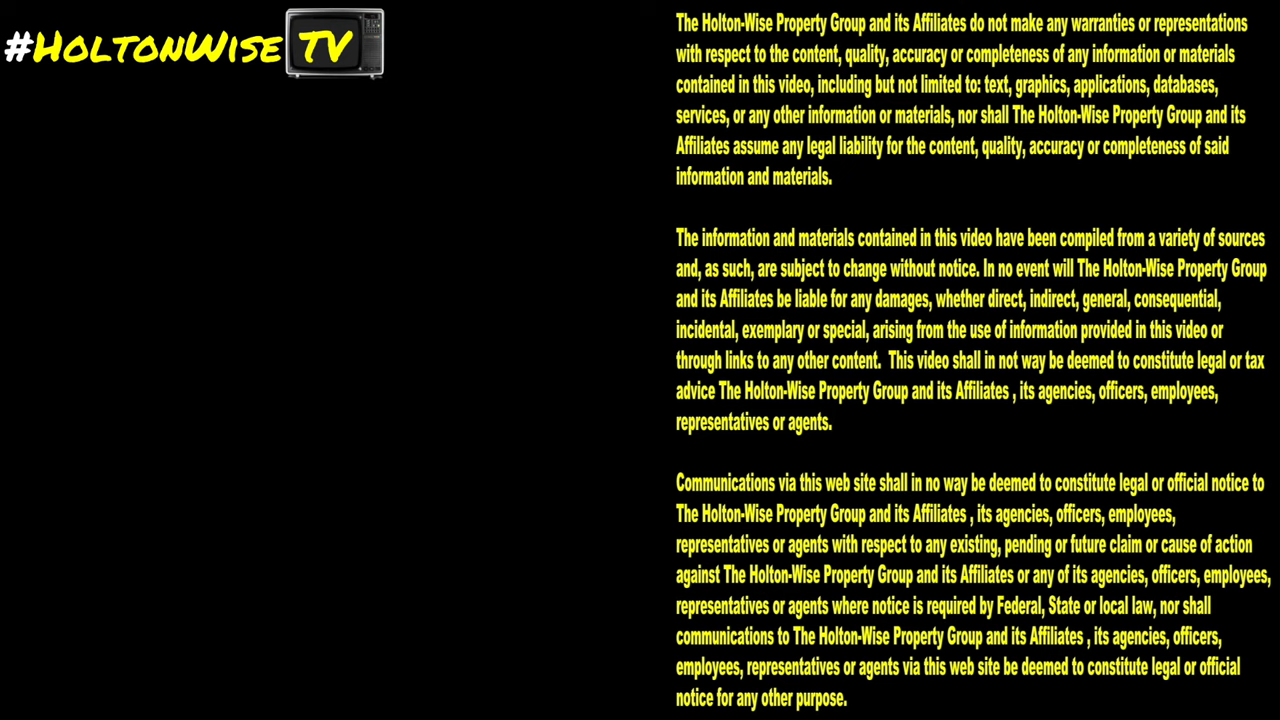 #HoltonWise TV
The Holton-Wise Property Group and its Affiliates do not make any warranties or representations
with respect to the content, quality, accuracy or completeness of any information or materials
contained in this video, including but not limited to: text, graphics, applications, databases,
services, or any other information or materials, nor shall The Holton-Wise Property Group and its
Affiliates assume any legal liability for the content, quality, accuracy or completeness of said
information and materials.
The information and materials contained in this video have been compiled from a variety of sources
and, as such, are subject to change without notice. In no event will The Holton-Wise Property Group
and its Affiliates be liable for any damages, whether direct, indirect, general, consequential,
incidental, exemplary or special, arising from the use of information provided in this video or
through links to any other content.  This video shall in not way be deemed to constitute legal or tax
advice The Holton-Wise Property Group and its Affiliates , its agencies, officers, employees,
representatives or agents.
Communications via this web site shall in no way be deemed to constitute legal or official notice to
The Holton-Wise Property Group and its Affiliates , its agencies, officers, employees,
representatives or agents with respect to any existing, pending or future claim or cause of action
against The Holton-Wise Property Group and its Affiliates or any of its agencies, officers, employees,
representatives or agents where notice is required by Federal, State or local law, nor shall
communications to The Holton-Wise Property Group and its Affiliates , its agencies, officers,
employees, representatives or agents via this web site be deemed to constitute legal or official
notice for any other purpose.